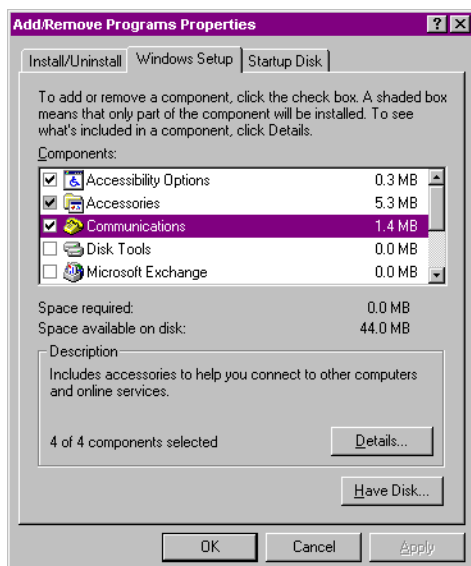 Add/Remove Programs Properties
Install/Uninstall Windows Setup Startup Disk
To add or remove a component, click the check box. A shaded box
means that only part of the component will be installed. To see
what's included in a component, click Details.
Components:
Accessibility Options 0.3 MB
Accessories 5.3 MB
Communications 1.4 MB
Disk Tools 0.0 MB
Microsoft Exchange 0.0 MB
Space required: 0.0 MB
Space available on disk: 44.0 MB
Description
Includes accessories to help you connect to other computers
and online services.
4 of 4 components selected Details...
Have Disk...
OK Cancel Apply